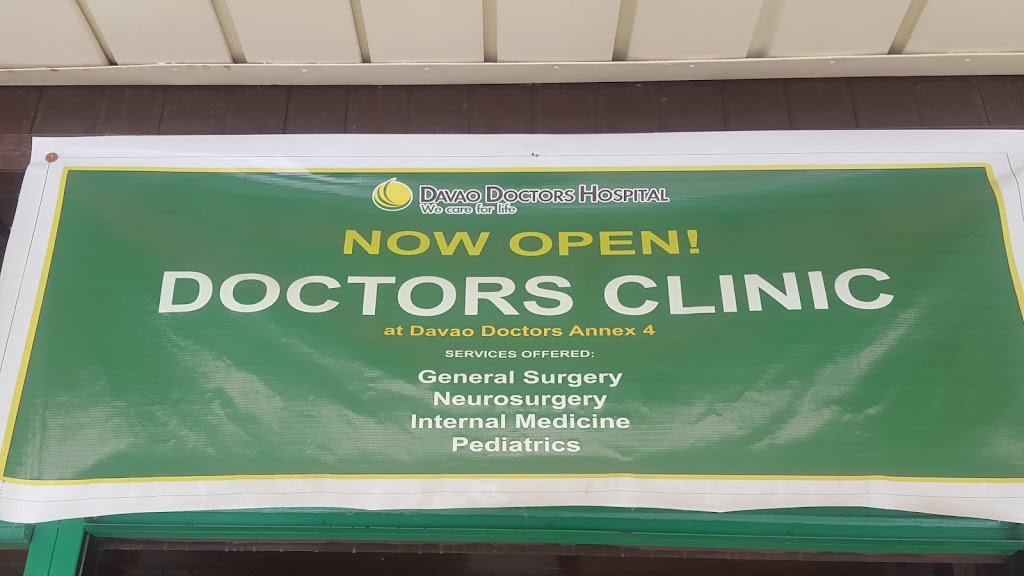 DAVAO DOCTORS HOSPITAL
We care for life
NOW OPEN!
DOCTORS CLINIC
at Davao Doctors Annex 4
SERVICES OFFERED:
General Surgery
Neurosurgery
Internal Medicine
Pediatrics